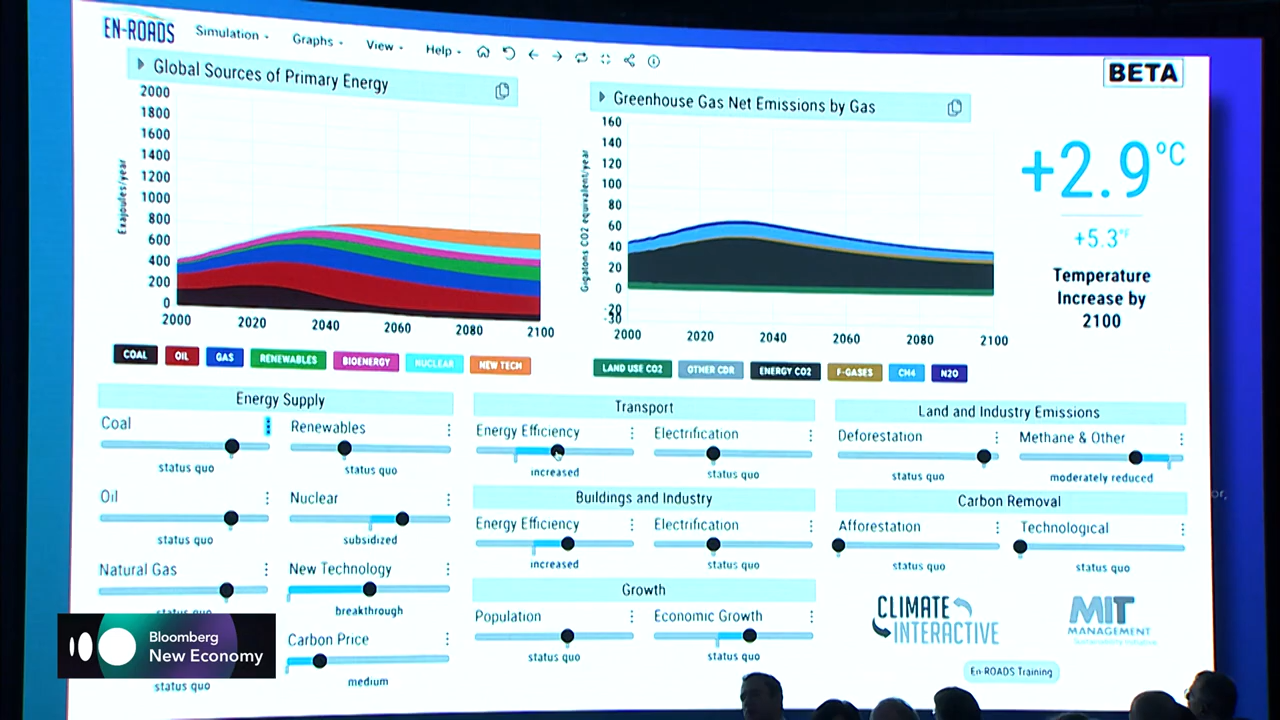 EN-ROADS
Simulation
Graphs
View
Help
BETA
Global Sources of Primary Energy
2000
1800
1600
1400
1200
1000
800
600
400
200
0
Exajoules/year
2000 2020 2040 2060 2080 2100
COAL OIL GAS RENEWABLES BIOENERGY NUCLEAR NEW TECH
Greenhouse Gas Net Emissions by Gas
160
140
120
100
80
60
40
20
0
-20
-30
Gigatons CO2 equivalent/year
2000 2020 2040 2060 2080 2100
LAND USE CO2 OTHER CDR ENERGY CO2 F-GASES CH4 N2O
+2.9°C
+5.3°F
Temperature
Increase by
2100
Energy Supply
Coal
status quo
Renewables
status quo
Oil
status quo
Nuclear
subsidized
Natural Gas
status quo
New Technology
breakthrough
status quo
Carbon Price
medium
Transport
Energy Efficiency
increased
Electrification
status quo
Buildings and Industry
Energy Efficiency
increased
Electrification
status quo
Growth
Population
status quo
Economic Growth
status quo
Land and Industry Emissions
Deforestation
status quo
Methane & Other
moderately reduced
Carbon Removal
Afforestation
status quo
Technological
status quo
CLIMATE
INTERACTIVE
MIT
MANAGEMENT
En-ROADS Training
Bloomberg
New Economy